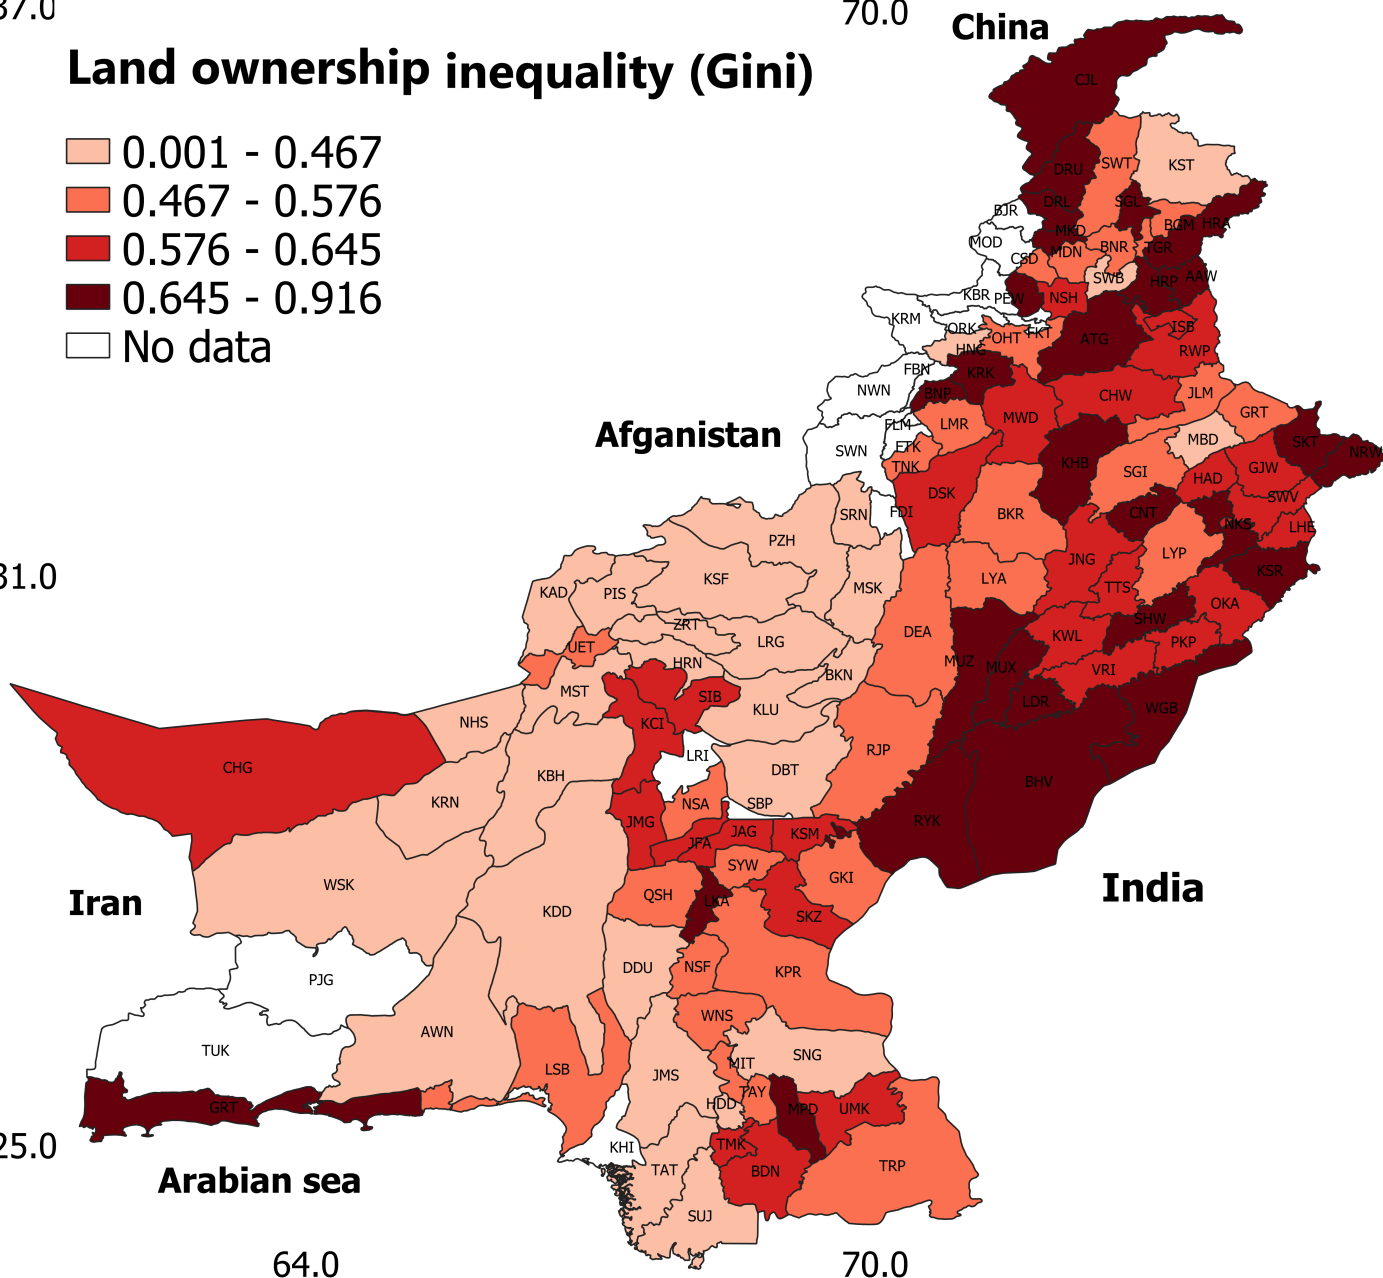 37.0
70.0
China
Land ownership inequality (Gini)
0.001 - 0.467
0.467 - 0.576
0.576 - 0.645
0.645 - 0.916
No data
CJL
SWT
KST
DRU
DRL
SGL
BJR
MKD
BGM
HRA
MOD
CSD
MDN
BNR
TGR
SWB
HRP
AAW
KBR
PEW
NSH
KRM
ORK
OHT
FKT
ATG
ISB
HNG
RWP
FBN
KRK
NWN
BNP
CHW
JLM
GRT
Afganistan
FLM
LMR
MWD
MBD
SKT
NRW
SWN
FTK
TNK
KHB
SGI
HAD
GJW
DSK
SWV
SRN
FDI
BKR
CNT
NKS
LHE
PZH
LYP
31.0
KSF
MSK
LYA
JNG
KSR
KAD
PIS
TTS
OKA
ZRT
DEA
SHW
UET
LRG
KWL
PKP
HRN
BKN
MUZ
MUX
VRI
MST
SIB
KLU
LDR
WGB
NHS
KCI
LRI
RJP
CHG
KBH
DBT
BHV
KRN
NSA
SBP
JMG
JFA
JAG
KSM
RYK
WSK
SYW
GKI
Iran
QSH
LKA
India
KDD
SKZ
PJG
DDU
NSF
KPR
AWN
WNS
TUK
LSB
JMS
MIT
SNG
GRT
HDD
TAY
MPD
UMK
25.0
KHI
TMK
Arabian sea
TAT
BDN
TRP
SUJ
64.0
70.0